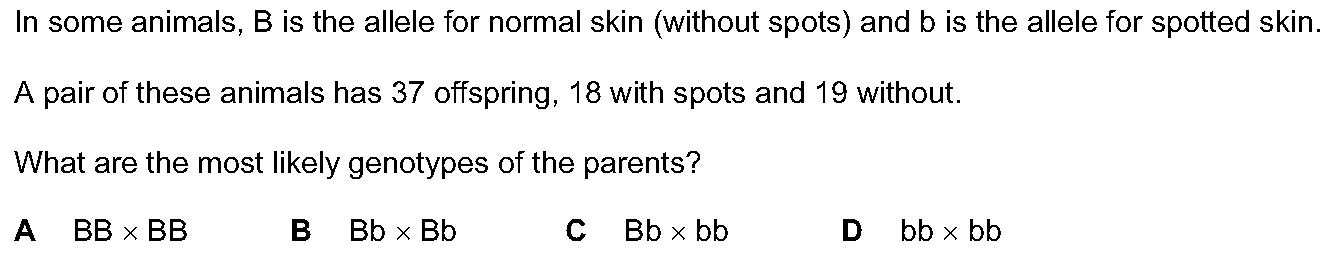 In some animals, B is the allele for normal skin (without spots) and b is the allele for spotted skin.
A pair of these animals has 37 offspring, 18 with spots and 19 without.
What are the most likely genotypes of the parents?
A BB × BB B Bb × Bb C Bb × bb D bb × bb